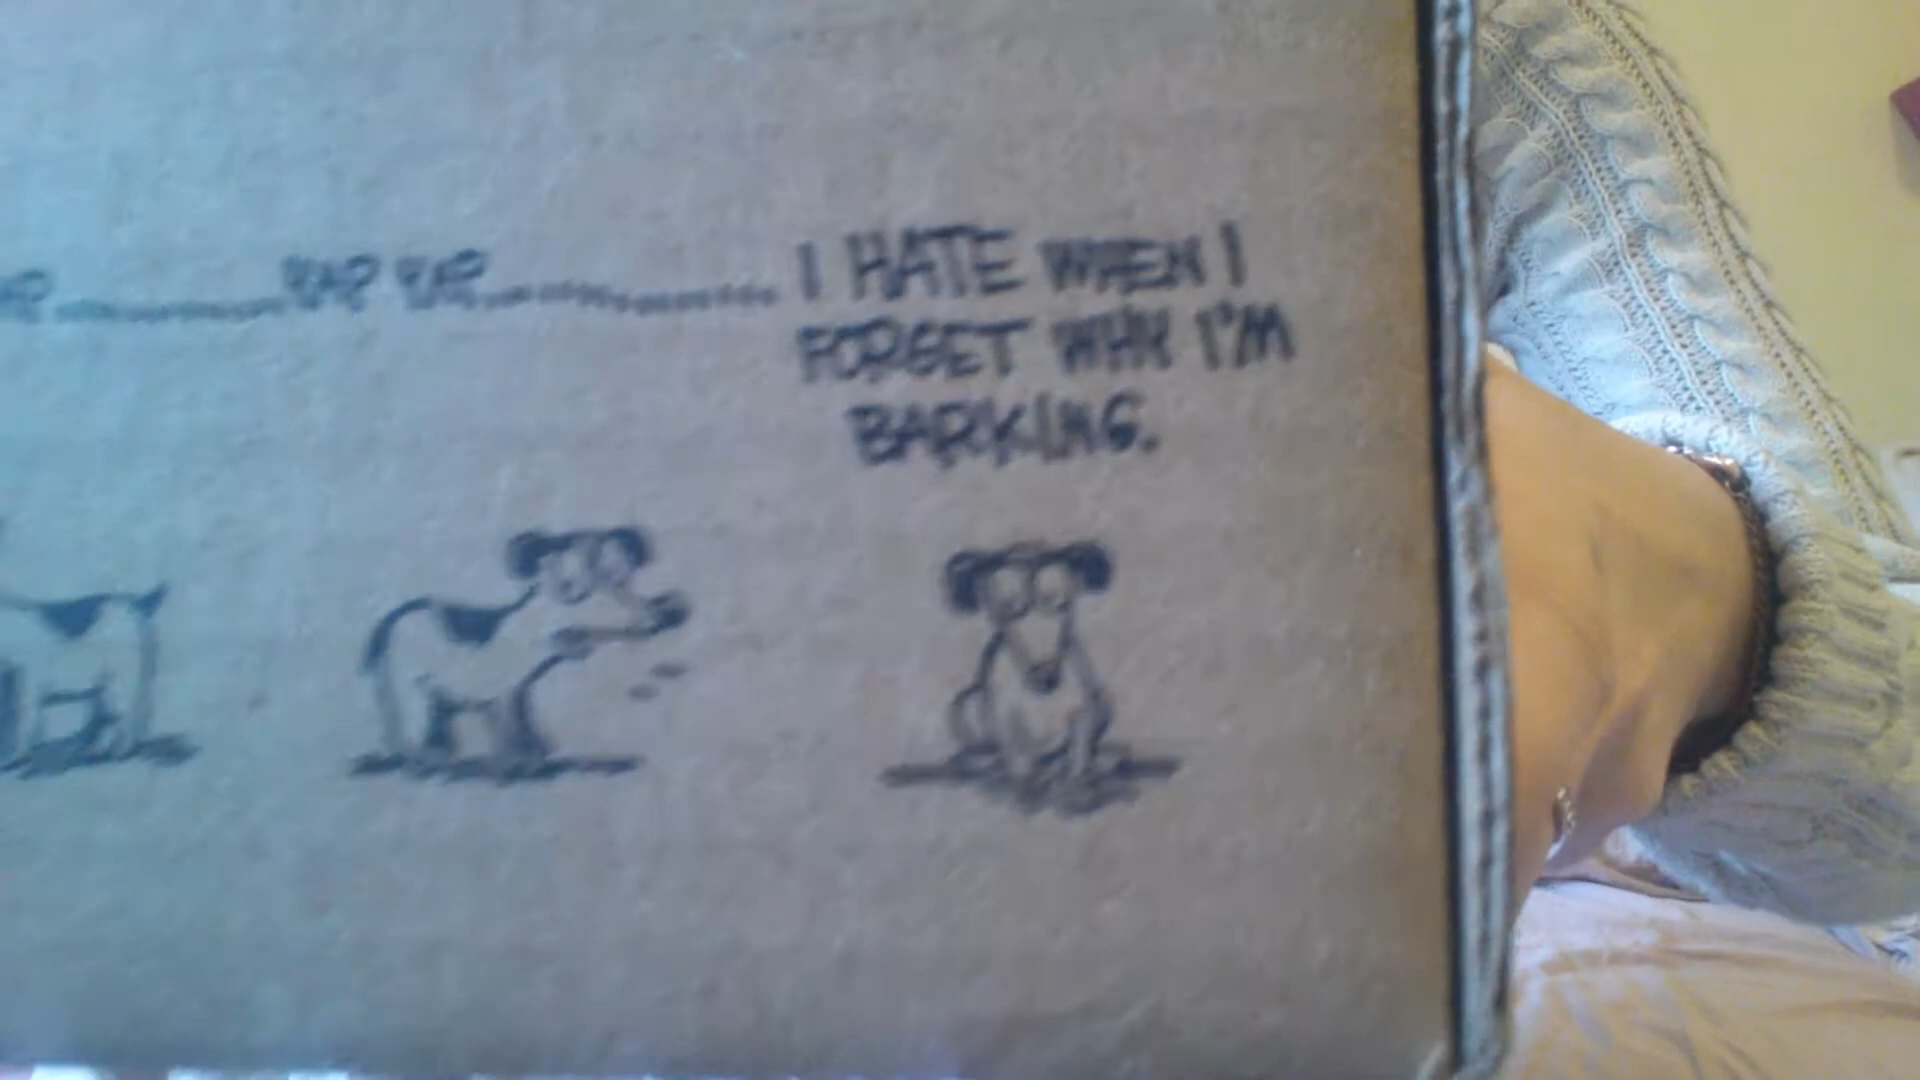 YAP YAP
I HATE WHEN I
FORGET WHY I'M
BARKING.